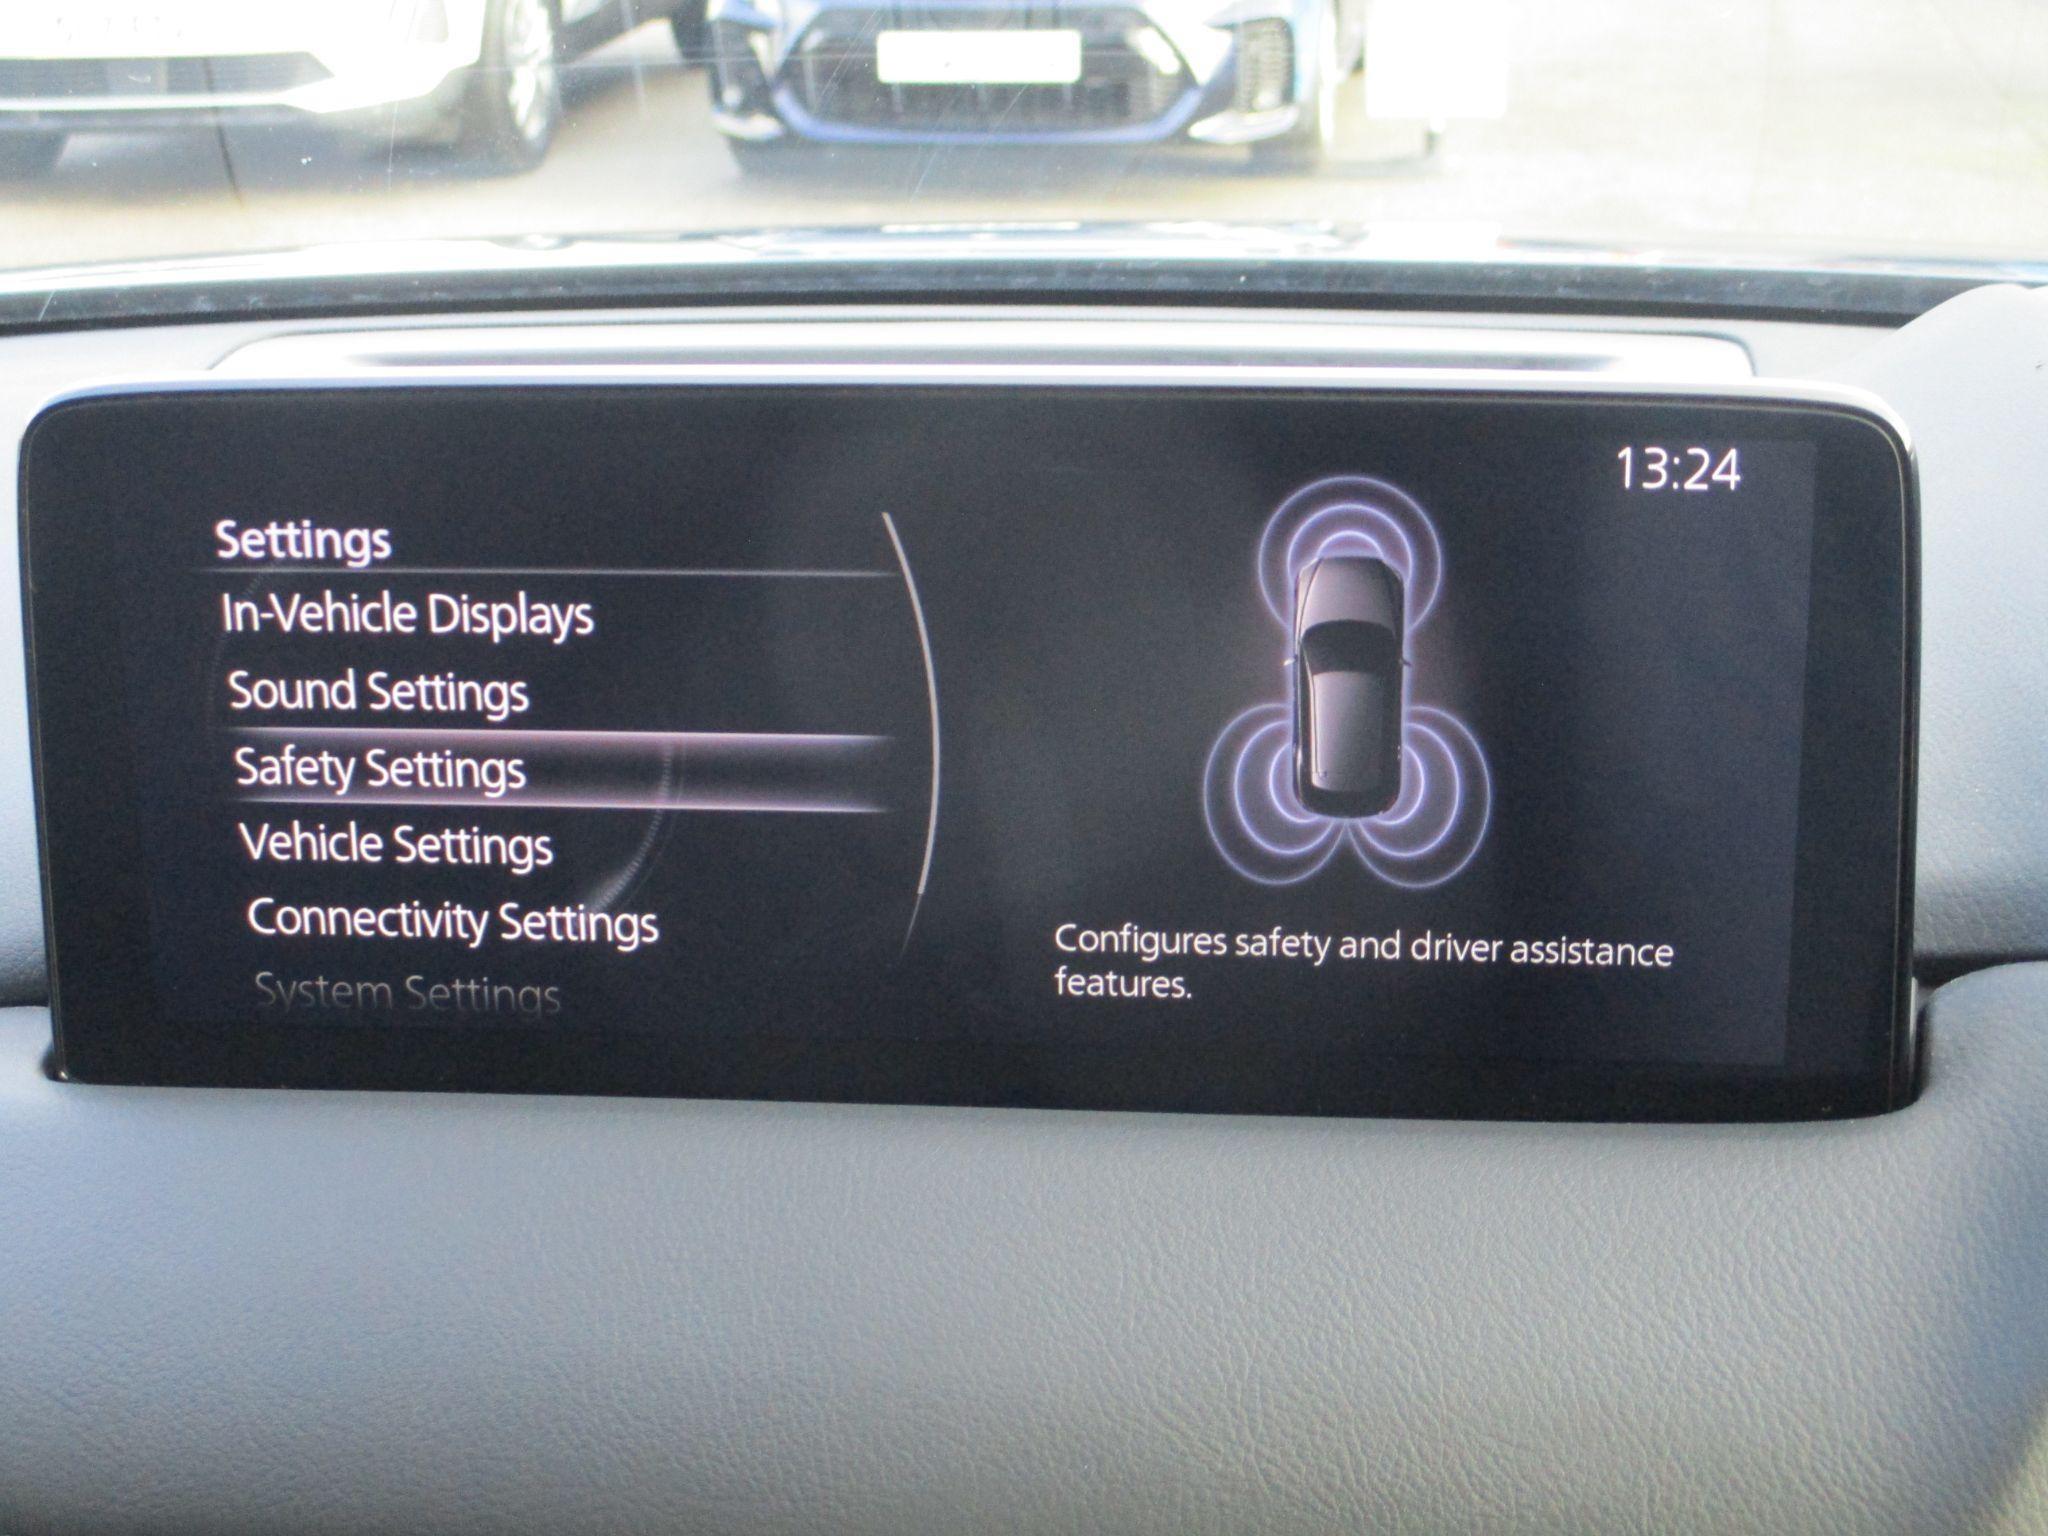 13:24
Settings
In-Vehicle Displays
Sound Settings
Safety Settings
Vehicle Settings
Connectivity Settings
System Settings
Configures safety and driver assistance
features.